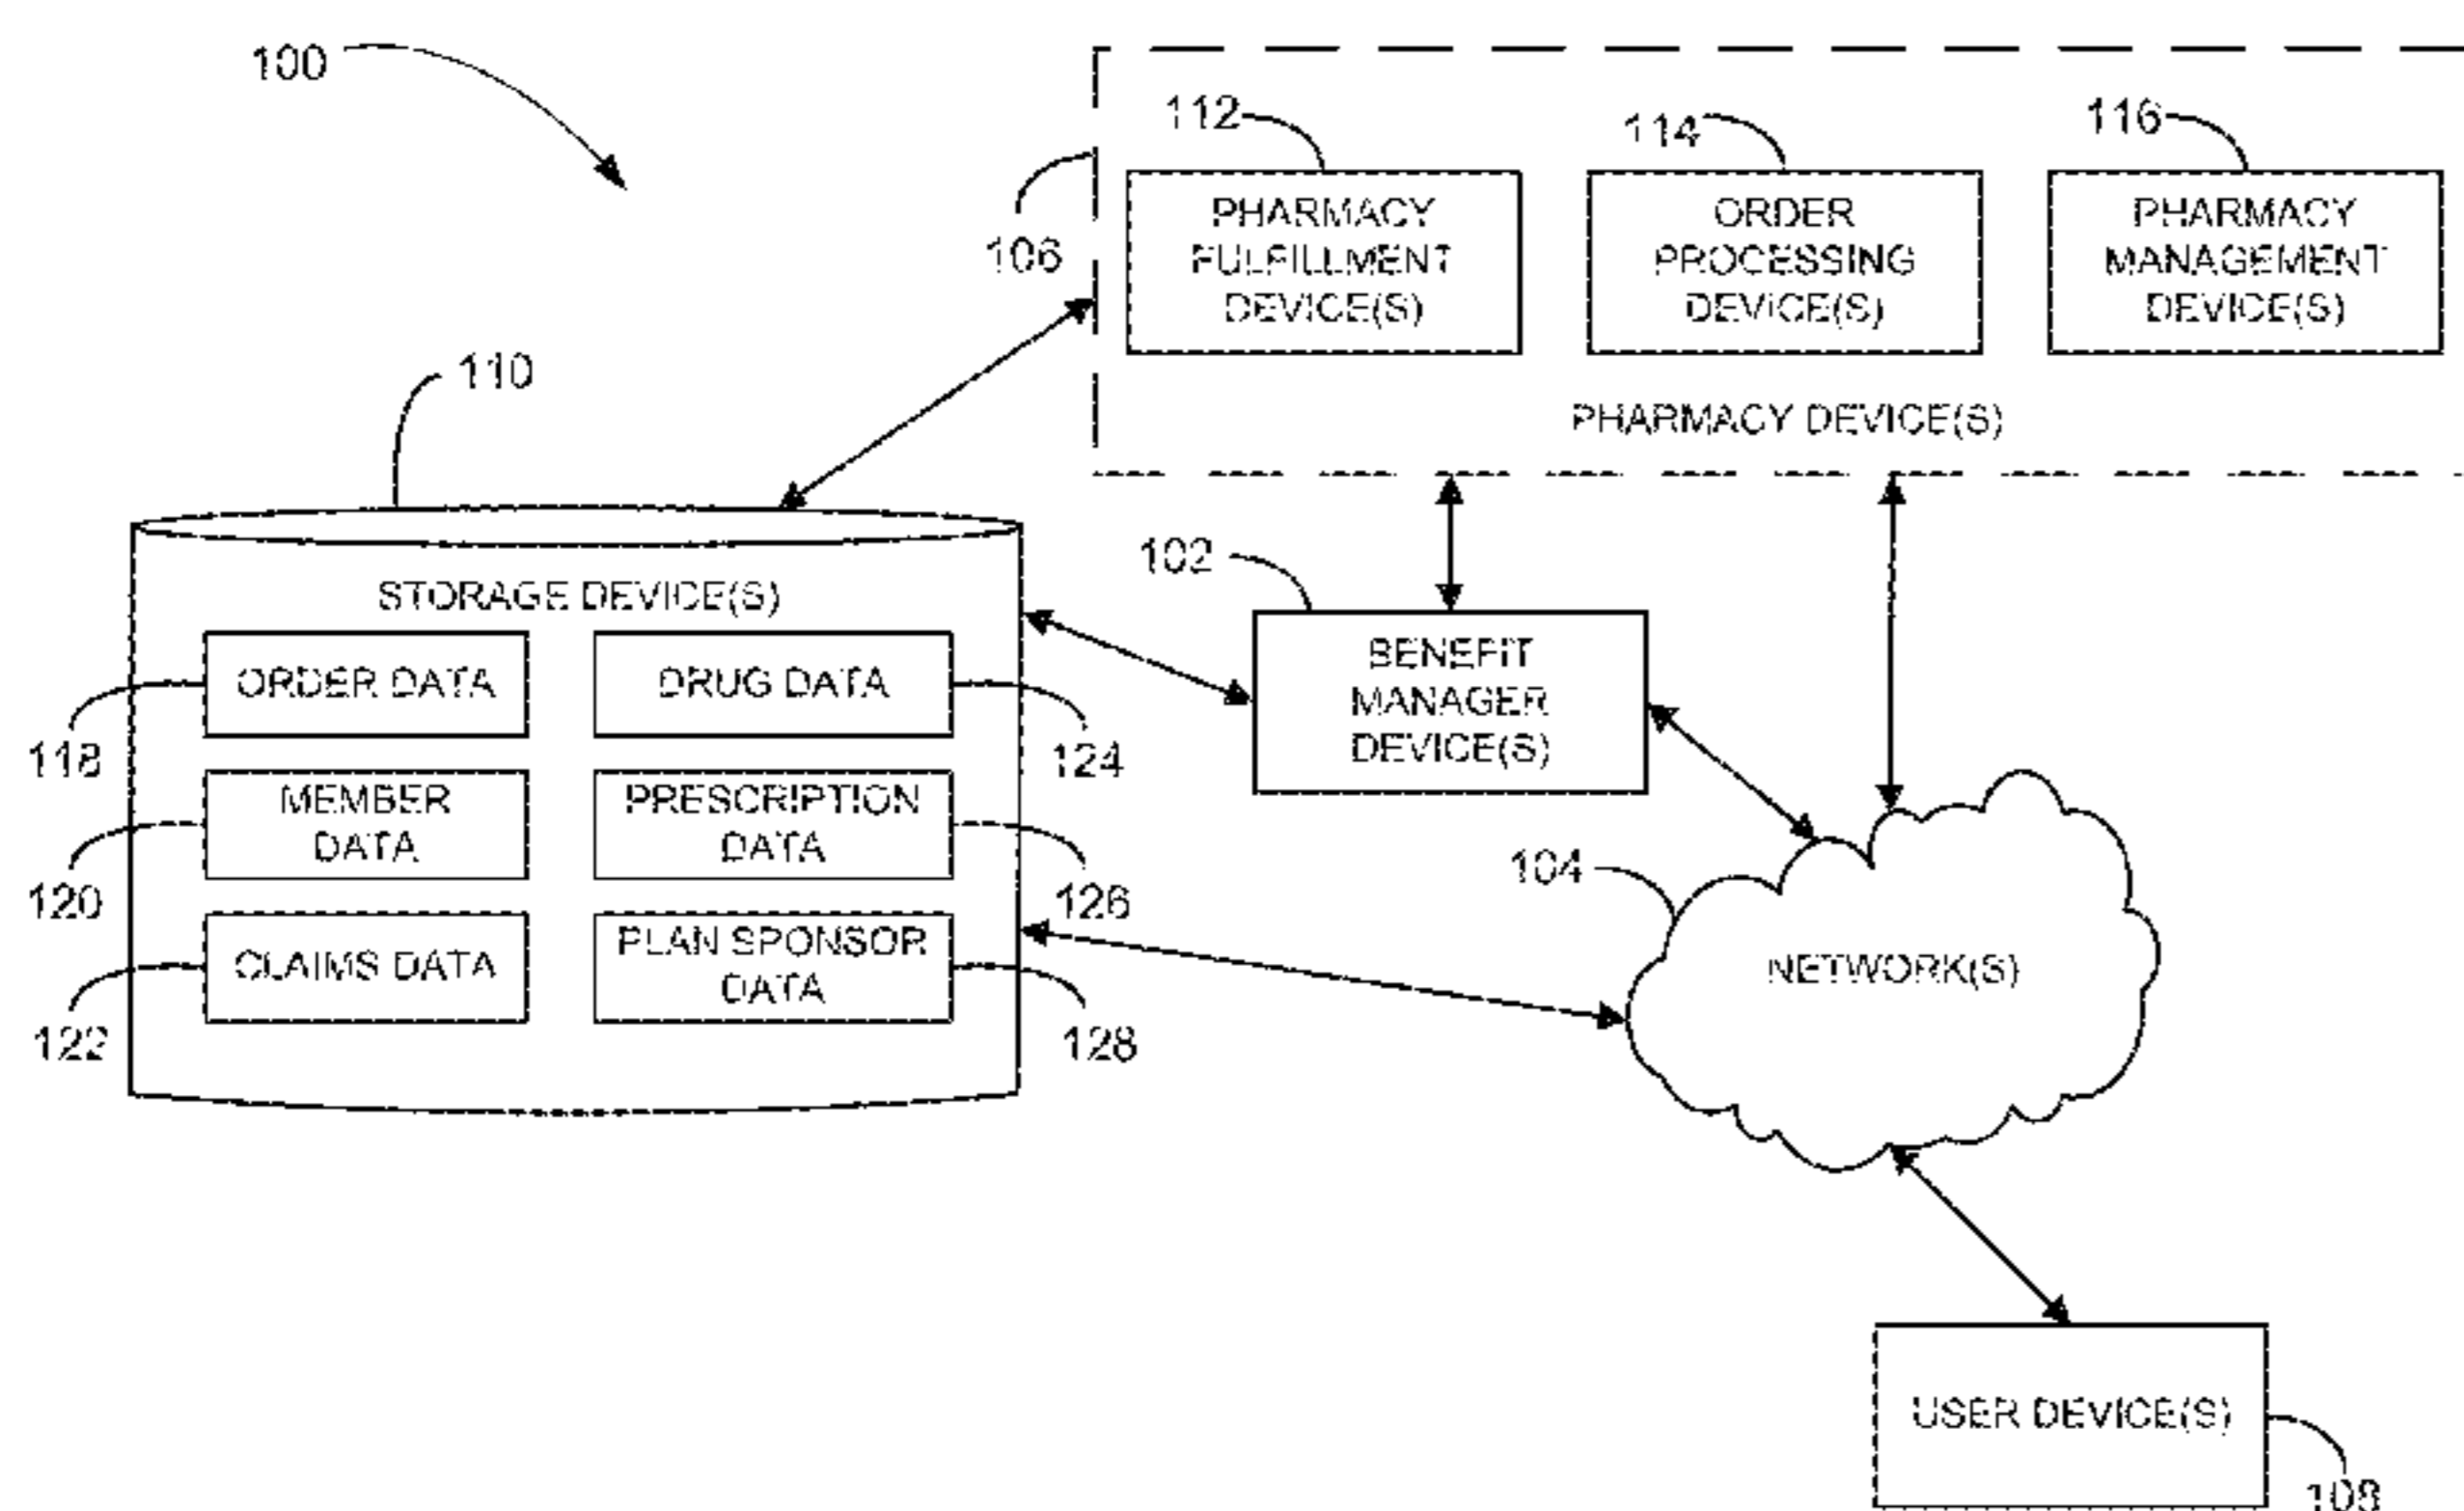 100
106
112
114
116
PHARMACY
FULFILLMENT
DEVICE(S)
ORDER
PROCESSING
DEVICE(S)
PHARMACY
MANAGEMENT
DEVICE(S)
PHARMACY DEVICE(S)
110
STORAGE DEVICE(S)
ORDER DATA
DRUG DATA
118
124
MEMBER
DATA
PRESCRIPTION
DATA
120
126
CLAIMS DATA
PLAN SPONSOR
DATA
122
128
102
BENEFIT
MANAGER
DEVICE(S)
104
NETWORK(S)
USER DEVICE(S)
108